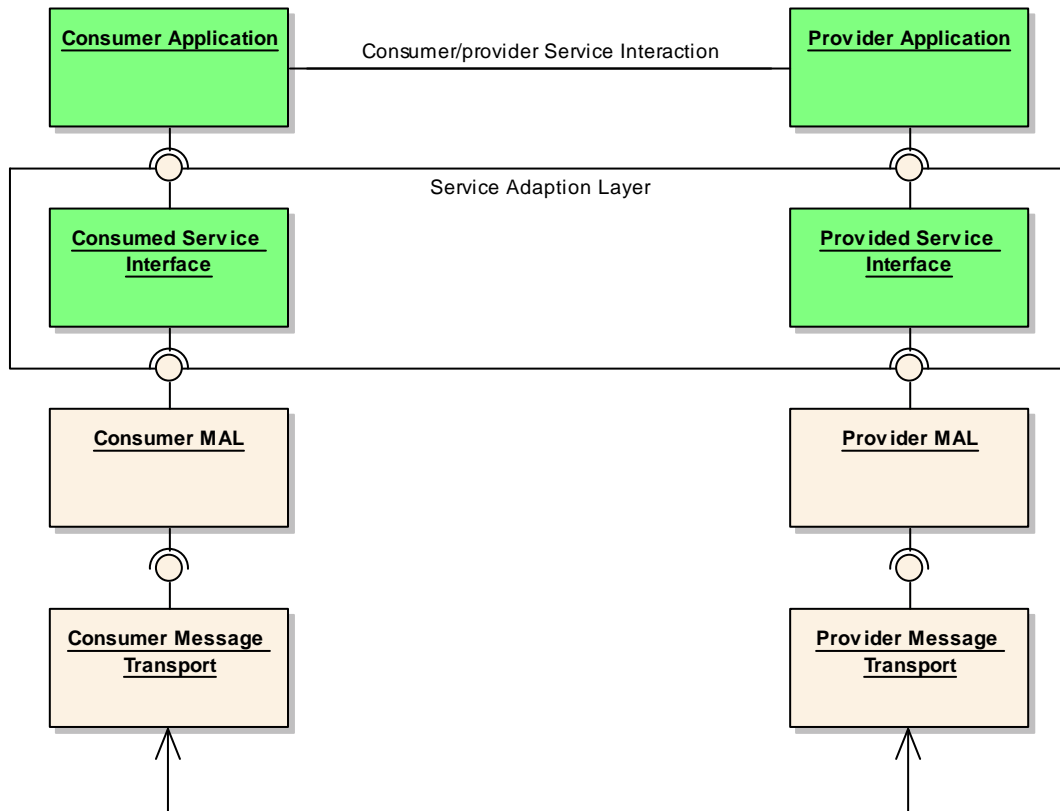 Consumer Application
Consumer/provider Service Interaction
Provider Application
Service Adaption Layer
Consumed Service
Interface
Provided Service
Interface
Consumer MAL
Provider MAL
Consumer Message
Transport
Provider Message
Transport